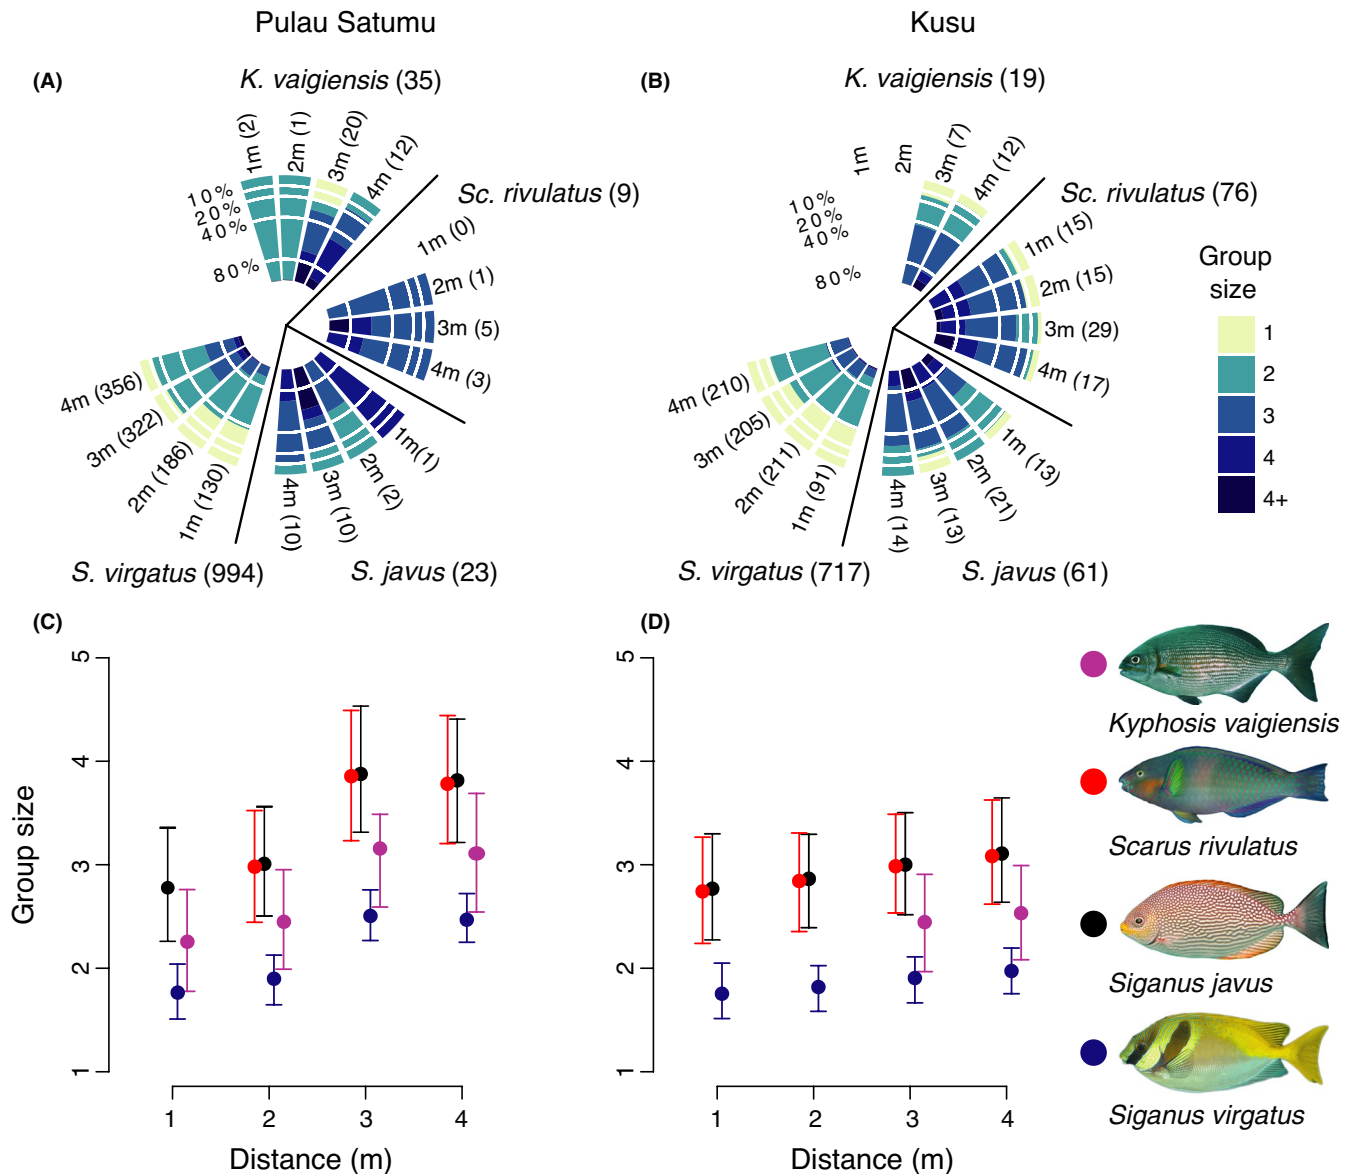 Pulau Satumu
Kusu
(A)
K. vaigiensis (35)
1m (2)
2m (1)
3m (20)
4m (12)
10%
20%
40%
80%
Sc. rivulatus (9)
1m (0)
2m (1)
3m (5)
4m (3)
1m(1)
2m (2)
3m (10)
4m (10)
S. javus (23)
1m (130)
2m (186)
3m (322)
4m (356)
S. virgatus (994)
(B)
K. vaigiensis (19)
1m
2m
3m (7)
4m (12)
10%
20%
40%
80%
Sc. rivulatus (76)
1m (15)
2m (15)
3m (29)
4m (17)
1m (13)
2m (21)
3m (13)
4m (14)
S. javus (61)
1m (91)
2m (211)
3m (205)
4m (210)
S. virgatus (717)
Group
size
1
2
3
4
4+
(C)
5
4
3
2
1
Group size
1
2
3
4
Distance (m)
(D)
5
4
3
2
1
1
2
3
4
Distance (m)
Kyphosis vaigiensis
Scarus rivulatus
Siganus javus
Siganus virgatus